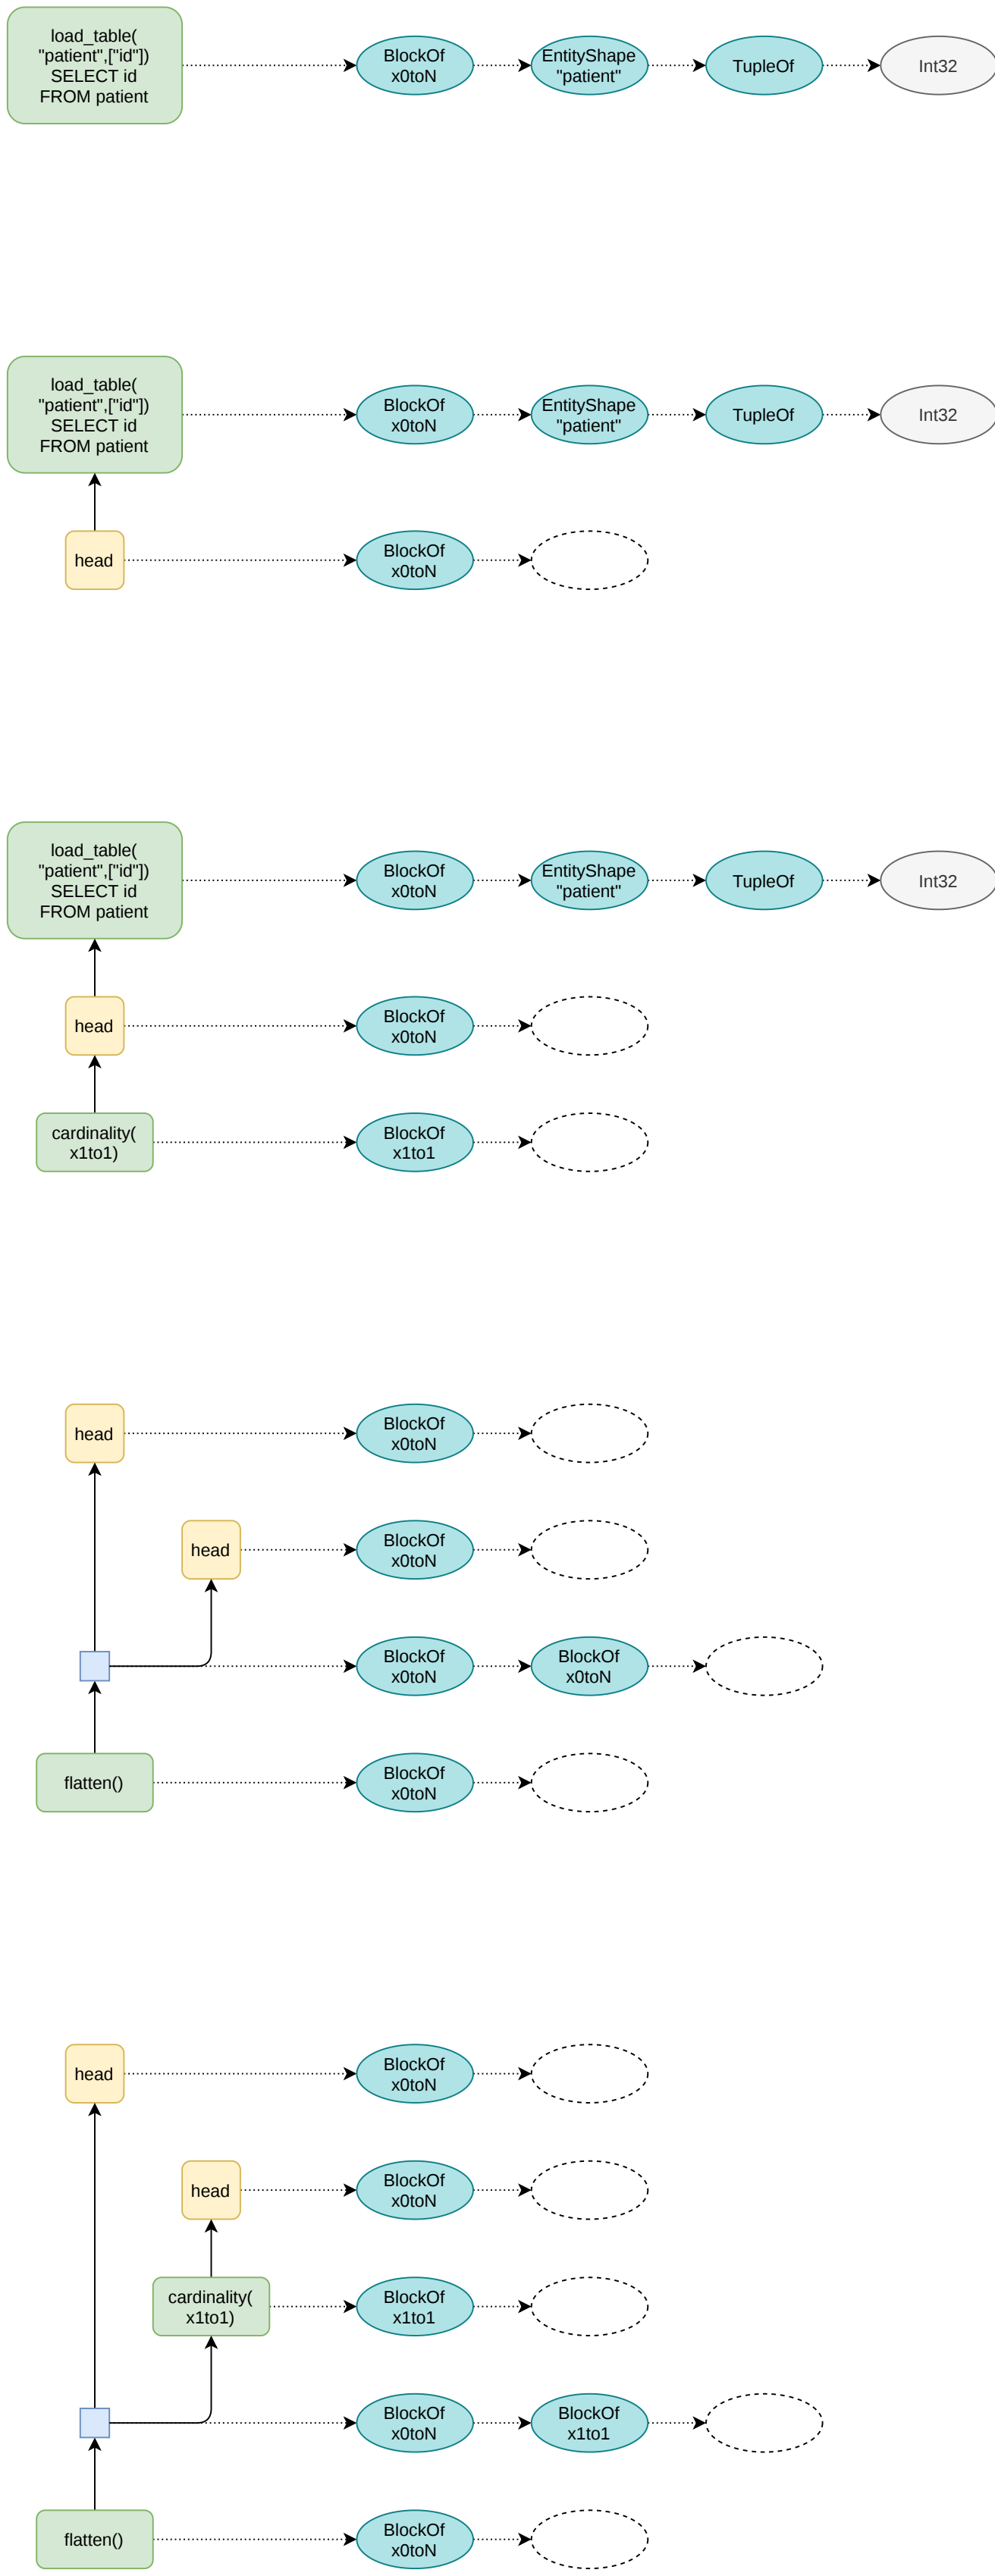 load_table(
"patient",["id"])
SELECT id
FROM patient
BlockOf
x0toN
EntityShape
"patient"
TupleOf
Int32
load_table(
"patient",["id"])
SELECT id
FROM patient
BlockOf
x0toN
EntityShape
"patient"
TupleOf
Int32
head
BlockOf
x0toN
load_table(
"patient",["id"])
SELECT id
FROM patient
BlockOf
x0toN
EntityShape
"patient"
TupleOf
Int32
head
BlockOf
x0toN
cardinality(
x1to1)
BlockOf
x1to1
head
BlockOf
x0toN
head
BlockOf
x0toN
BlockOf
x0toN
BlockOf
x0toN
flatten()
BlockOf
x0toN
head
BlockOf
x0toN
head
BlockOf
x0toN
cardinality(
x1to1)
BlockOf
x1to1
BlockOf
x0toN
BlockOf
x1to1
flatten()
BlockOf
x0toN